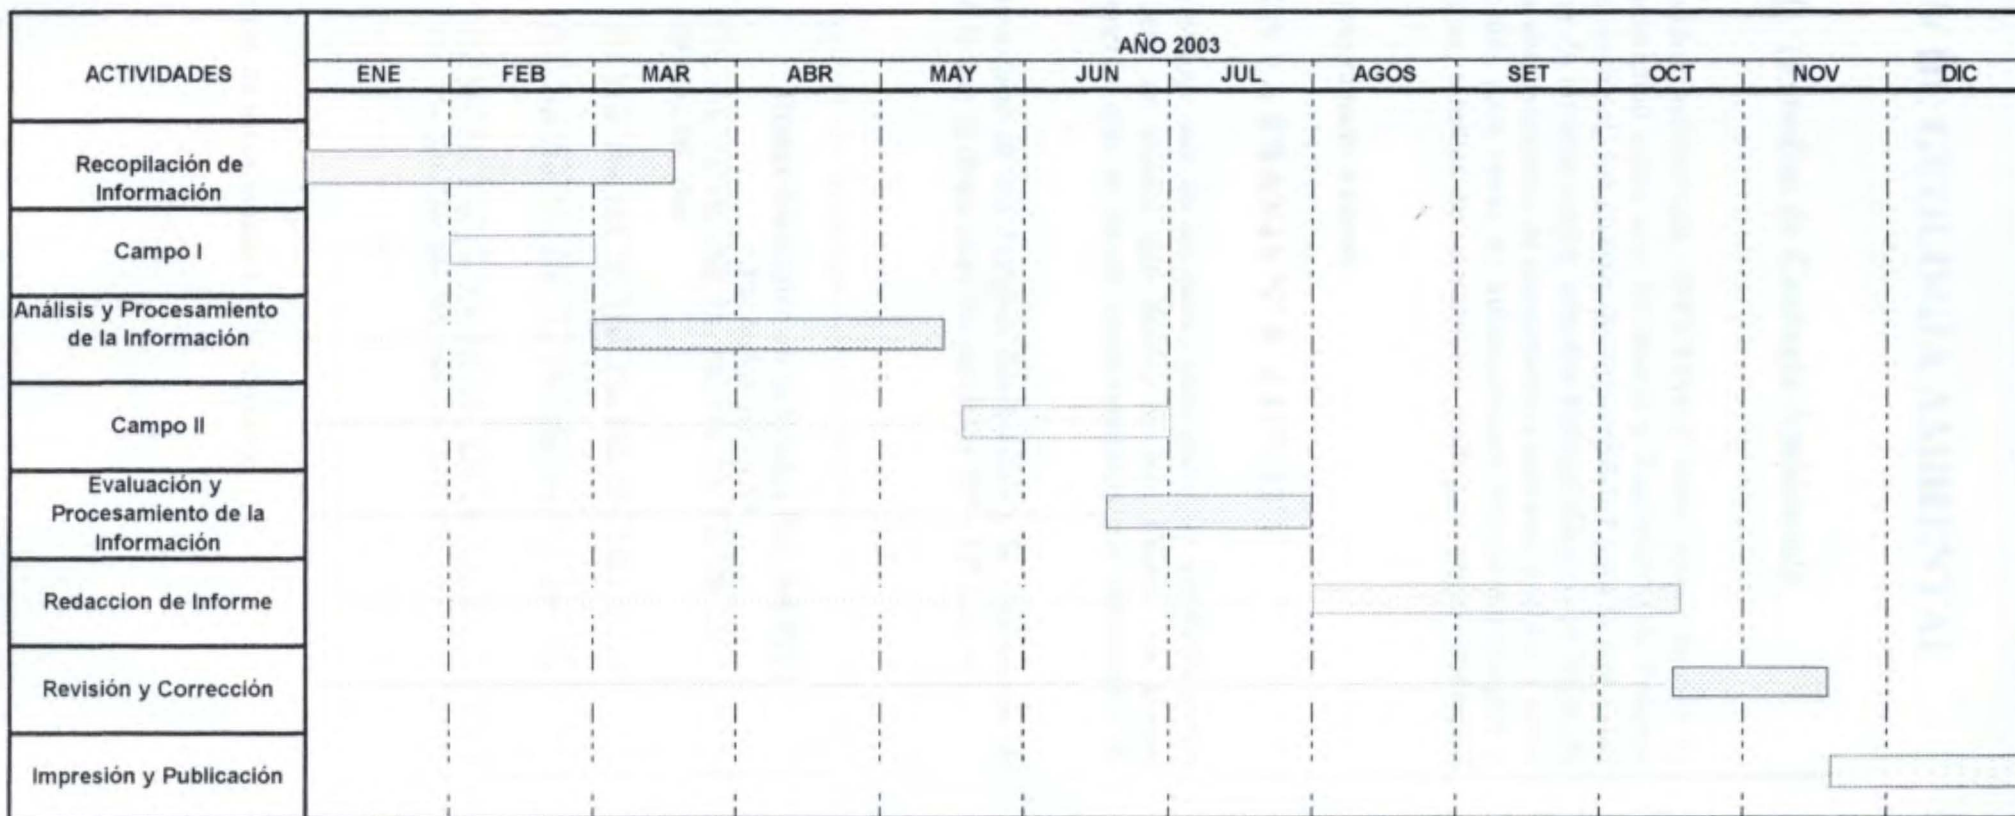 ACTIVIDADES
AÑO 2003
ENE FEB MAR ABR MAY JUN JUL AGOS SET OCT NOV DIC
Recopilación de
Información
Campo I
Análisis y Procesamiento
de la Información
Campo II
Evaluación y
Procesamiento de la
Información
Redaccion de Informe
Revisión y Corrección
Impresión y Publicación